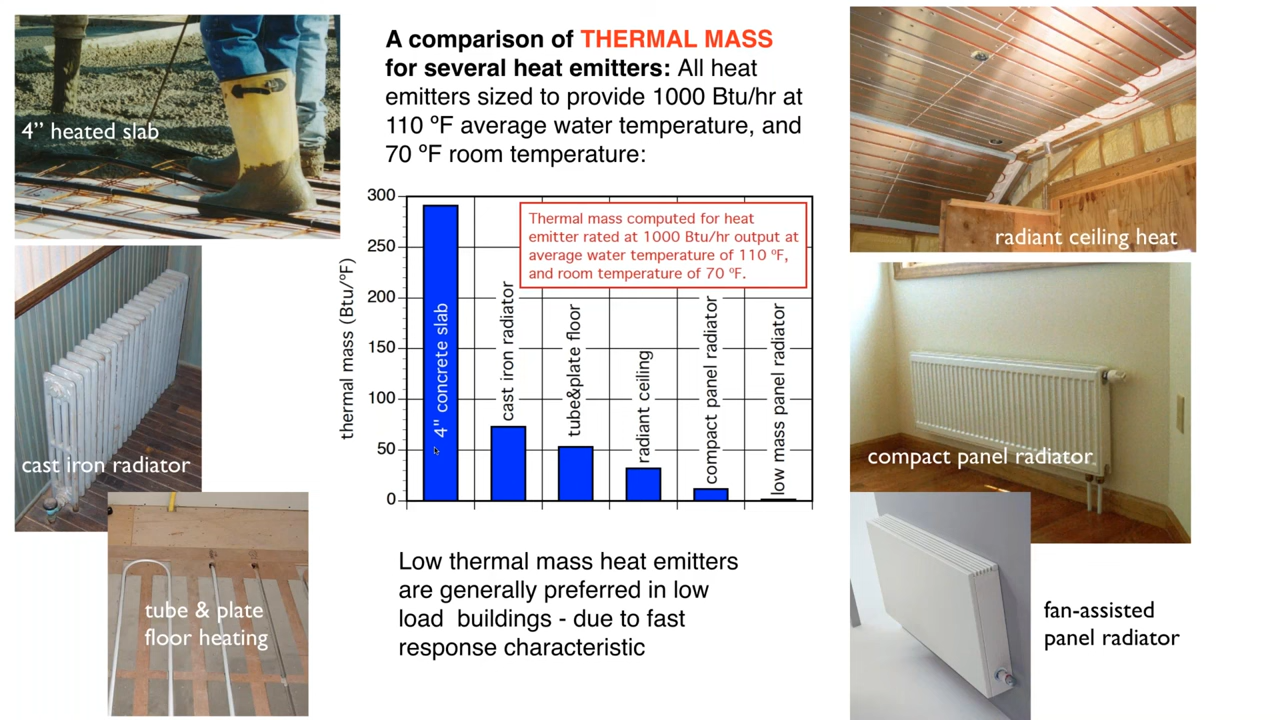 A comparison of THERMAL MASS
for several heat emitters: All heat
emitters sized to provide 1000 Btu/hr at
110 ºF average water temperature, and
70 ºF room temperature:
4” heated slab
cast iron radiator
tube & plate
floor heating
thermal mass (Btu/ºF)
300
250
200
150
100
50
0
Thermal mass computed for heat
emitter rated at 1000 Btu/hr output at
average water temperature of 110 ºF,
and room temperature of 70 ºF.
4" concrete slab
cast iron radiator
tube&plate floor
radiant ceiling
compact panel radiator
low mass panel radiator
Low thermal mass heat emitters
are generally preferred in low
load buildings - due to fast
response characteristic
radiant ceiling heat
compact panel radiator
fan-assisted
panel radiator